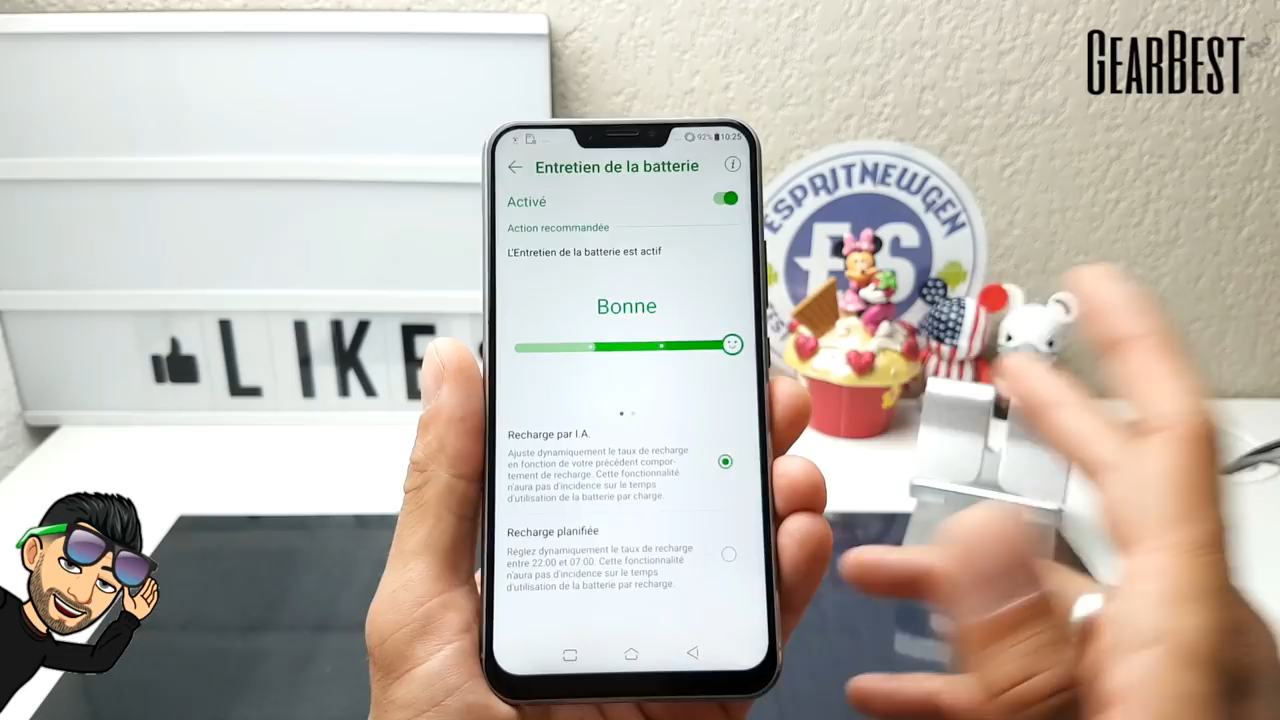 GEARBEST
92% 10:25
Entretien de la batterie
Activé
Action recommandée
L'Entretien de la batterie est actif
Bonne
Recharge par I.A.
Ajuste dynamiquement le taux de recharge
en fonction de votre précédent compor-
tement de recharge. Cette fonctionnalité
n'aura pas d'incidence sur le temps
d'utilisation de la batterie par charge.
Recharge planifiée
Réglez dynamiquement le taux de recharge
entre 22:00 et 07:00. Cette fonctionnalité
n'aura pas d'incidence sur le temps
d'utilisation de la batterie par recharge.
LIKE
ESPRITNEWGEN